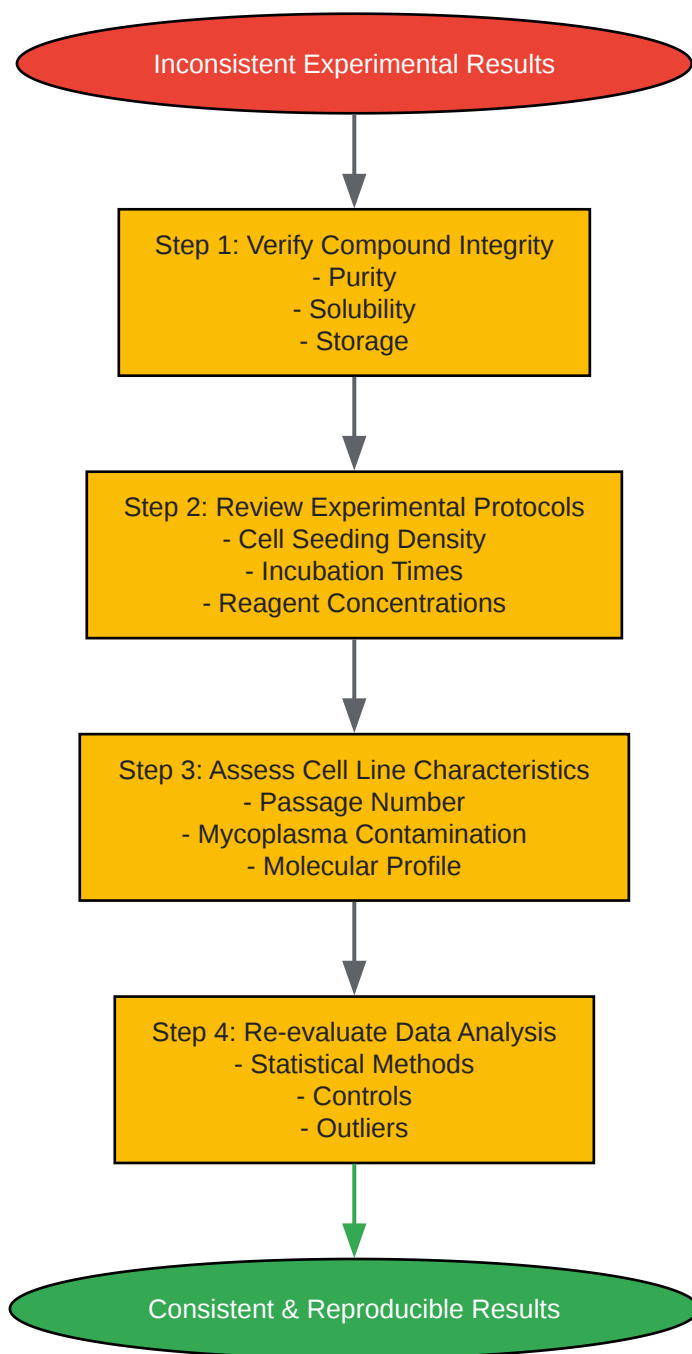 Inconsistent Experimental Results
Step 1: Verify Compound Integrity
- Purity
- Solubility
- Storage
Step 2: Review Experimental Protocols
- Cell Seeding Density
- Incubation Times
- Reagent Concentrations
Step 3: Assess Cell Line Characteristics
- Passage Number
- Mycoplasma Contamination
- Molecular Profile
Step 4: Re-evaluate Data Analysis
- Statistical Methods
- Controls
- Outliers
Consistent & Reproducible Results